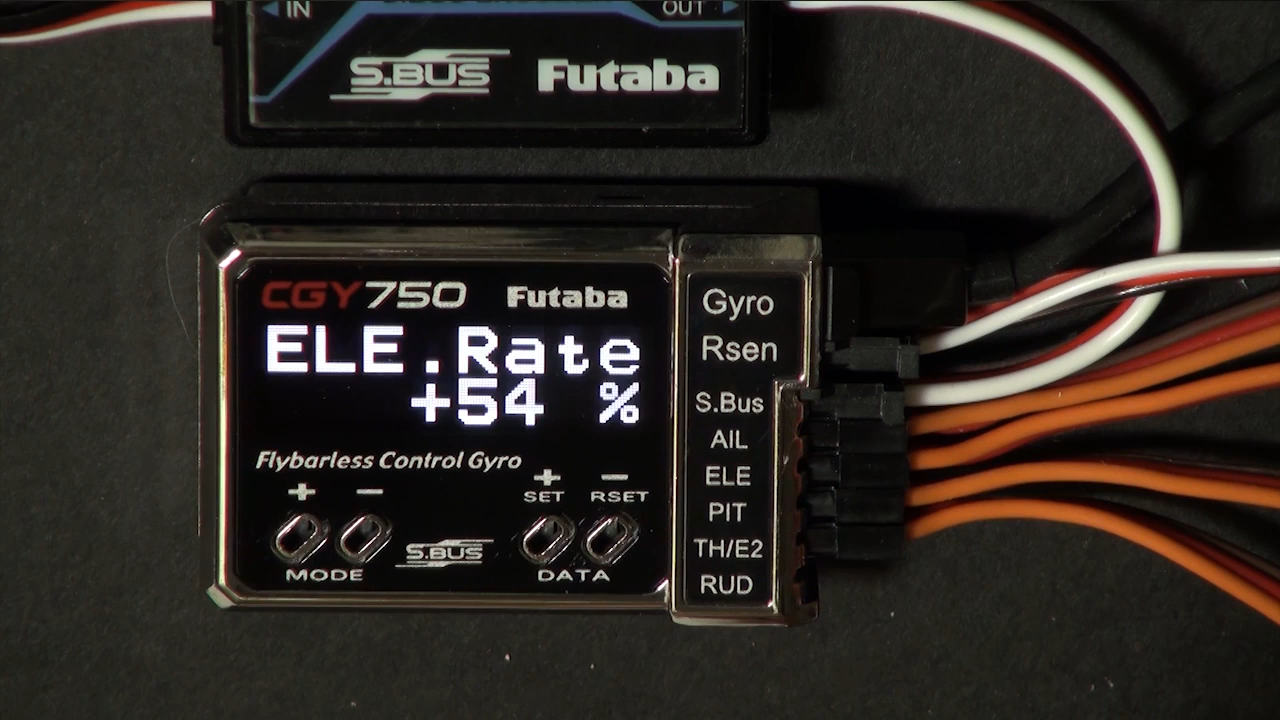 IN OUT
S.BUS Futaba
CGY750 Futaba
ELE.Rate
+54 %
Flybarless Control Gyro
+ − + −
SET RSET
S.BUS
MODE DATA
Gyro
Rsen
S.Bus
AIL
ELE
PIT
TH/E2
RUD